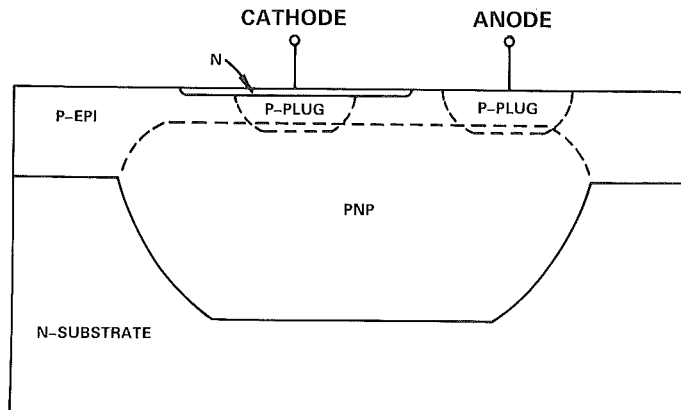 CATHODE
ANODE
N
P-PLUG
P-PLUG
P-EPI
PNP
N-SUBSTRATE